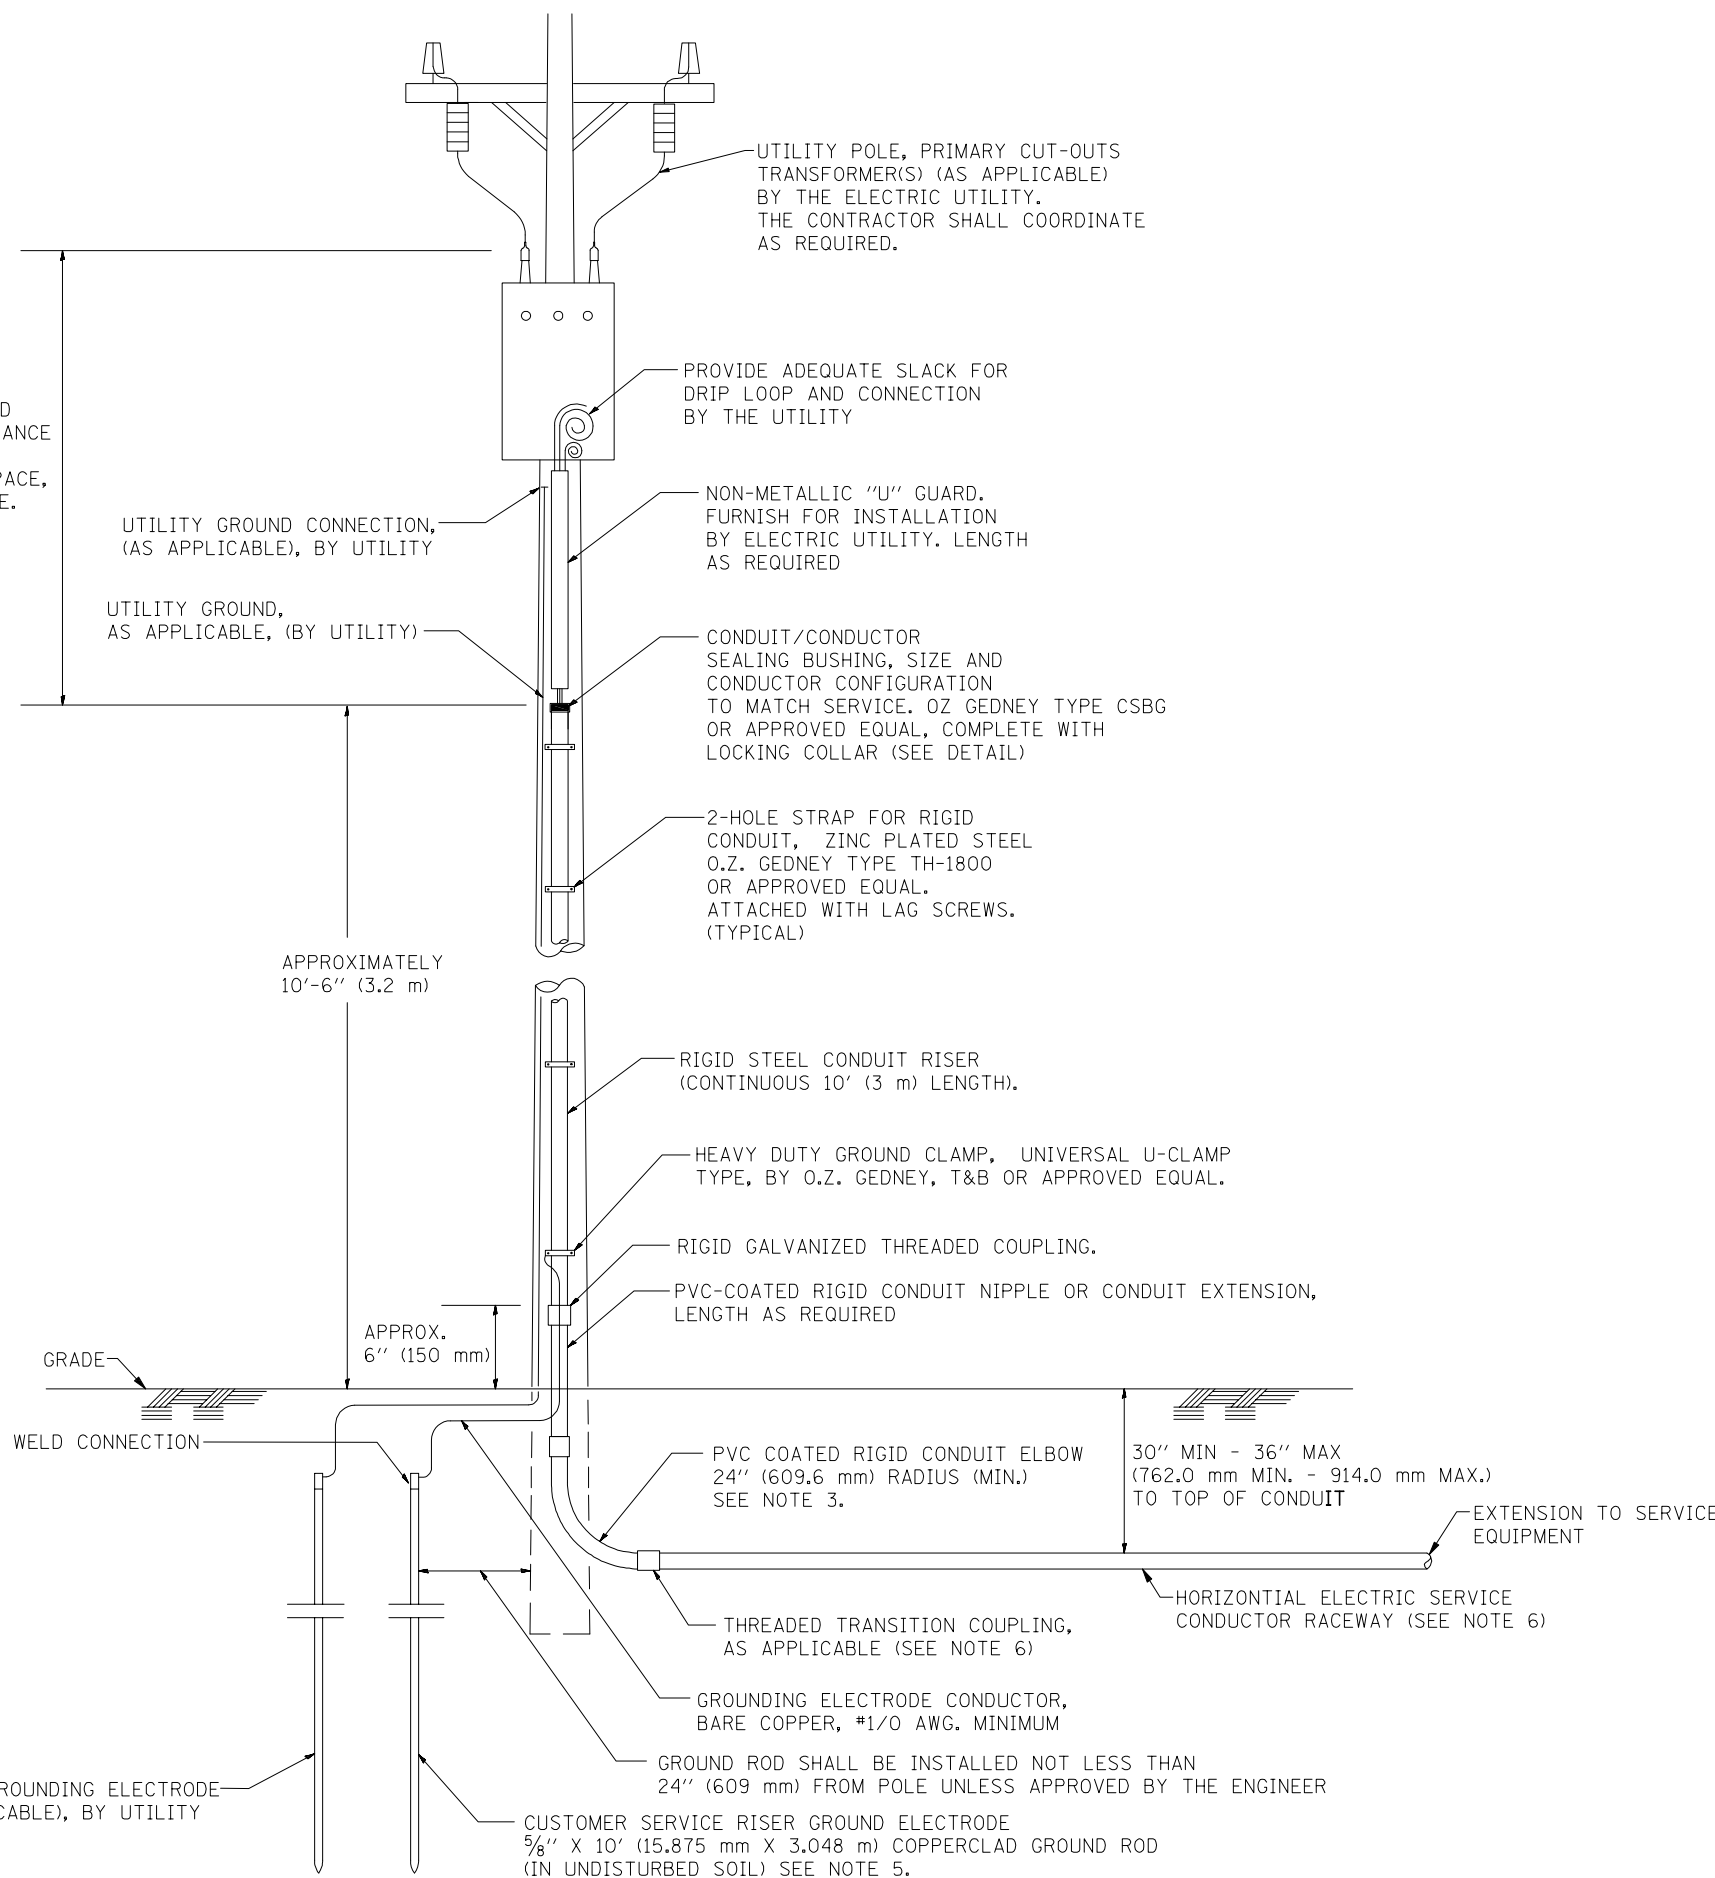 UTILITY POLE, PRIMARY CUT-OUTS
TRANSFORMER(S) (AS APPLICABLE)
BY THE ELECTRIC UTILITY.
THE CONTRACTOR SHALL COORDINATE
AS REQUIRED.
PROVIDE ADEQUATE SLACK FOR
DRIP LOOP AND CONNECTION
BY THE UTILITY
D
ANCE
PACE,
E.
NON-METALLIC "U" GUARD.
FURNISH FOR INSTALLATION
BY ELECTRIC UTILITY. LENGTH
AS REQUIRED
UTILITY GROUND CONNECTION,
(AS APPLICABLE), BY UTILITY
UTILITY GROUND,
AS APPLICABLE, (BY UTILITY)
CONDUIT/CONDUCTOR
SEALING BUSHING, SIZE AND
CONDUCTOR CONFIGURATION
TO MATCH SERVICE. OZ GEDNEY TYPE CSBG
OR APPROVED EQUAL, COMPLETE WITH
LOCKING COLLAR (SEE DETAIL)
2-HOLE STRAP FOR RIGID
CONDUIT, ZINC PLATED STEEL
O.Z. GEDNEY TYPE TH-1800
OR APPROVED EQUAL.
ATTACHED WITH LAG SCREWS.
(TYPICAL)
APPROXIMATELY
10'-6" (3.2 m)
RIGID STEEL CONDUIT RISER
(CONTINUOUS 10' (3 m) LENGTH).
HEAVY DUTY GROUND CLAMP, UNIVERSAL U-CLAMP
TYPE, BY O.Z. GEDNEY, T&B OR APPROVED EQUAL.
RIGID GALVANIZED THREADED COUPLING.
PVC-COATED RIGID CONDUIT NIPPLE OR CONDUIT EXTENSION,
LENGTH AS REQUIRED
APPROX.
6" (150 mm)
GRADE
WELD CONNECTION
PVC COATED RIGID CONDUIT ELBOW
24" (609.6 mm) RADIUS (MIN.)
SEE NOTE 3.
30" MIN - 36" MAX
(762.0 mm MIN. - 914.0 mm MAX.)
TO TOP OF CONDUIT
EXTENSION TO SERVICE
EQUIPMENT
HORIZONTIAL ELECTRIC SERVICE
CONDUCTOR RACEWAY (SEE NOTE 6)
THREADED TRANSITION COUPLING,
AS APPLICABLE (SEE NOTE 6)
GROUNDING ELECTRODE CONDUCTOR,
BARE COPPER, #1/0 AWG. MINIMUM
GROUND ROD SHALL BE INSTALLED NOT LESS THAN
24" (609 mm) FROM POLE UNLESS APPROVED BY THE ENGINEER
ROUNDING ELECTRODE
CABLE), BY UTILITY
CUSTOMER SERVICE RISER GROUND ELECTRODE
5/8" X 10' (15.875 mm X 3.048 m) COPPERCLAD GROUND ROD
(IN UNDISTURBED SOIL) SEE NOTE 5.